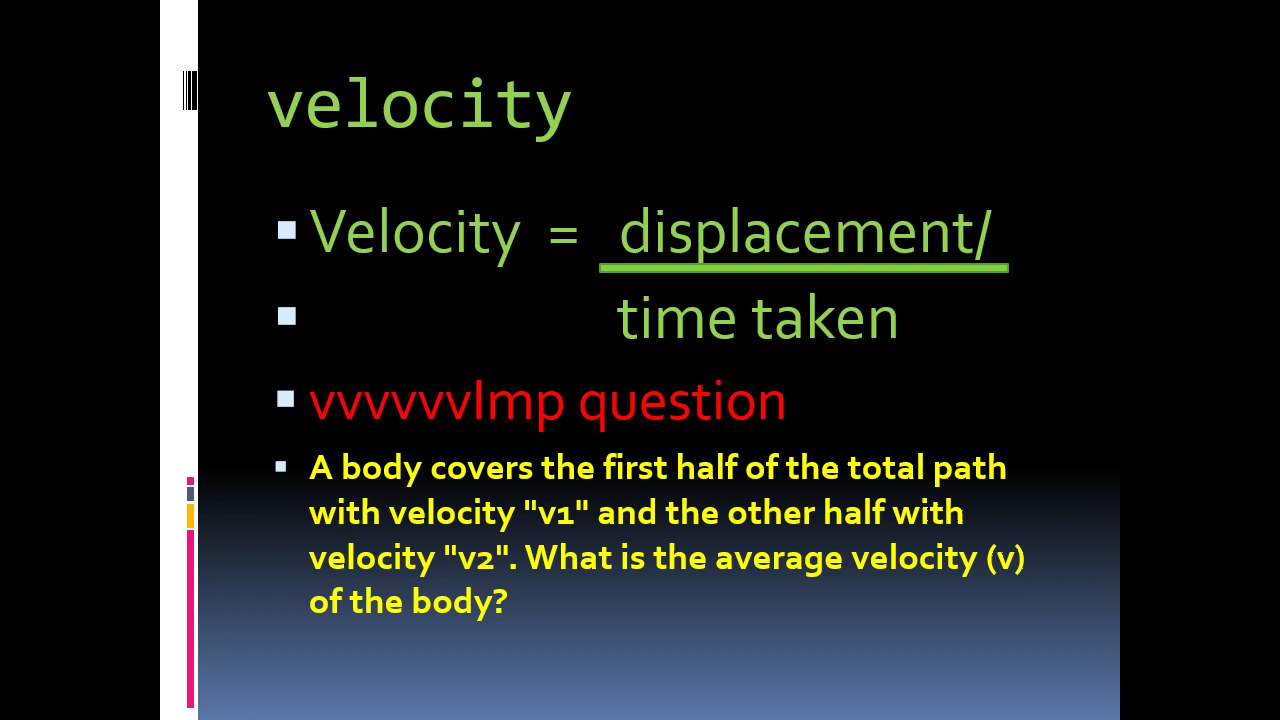 velocity
Velocity = displacement/
time taken
vvvvvvImp question
A body covers the first half of the total path
with velocity "v1" and the other half with
velocity "v2". What is the average velocity (v)
of the body?